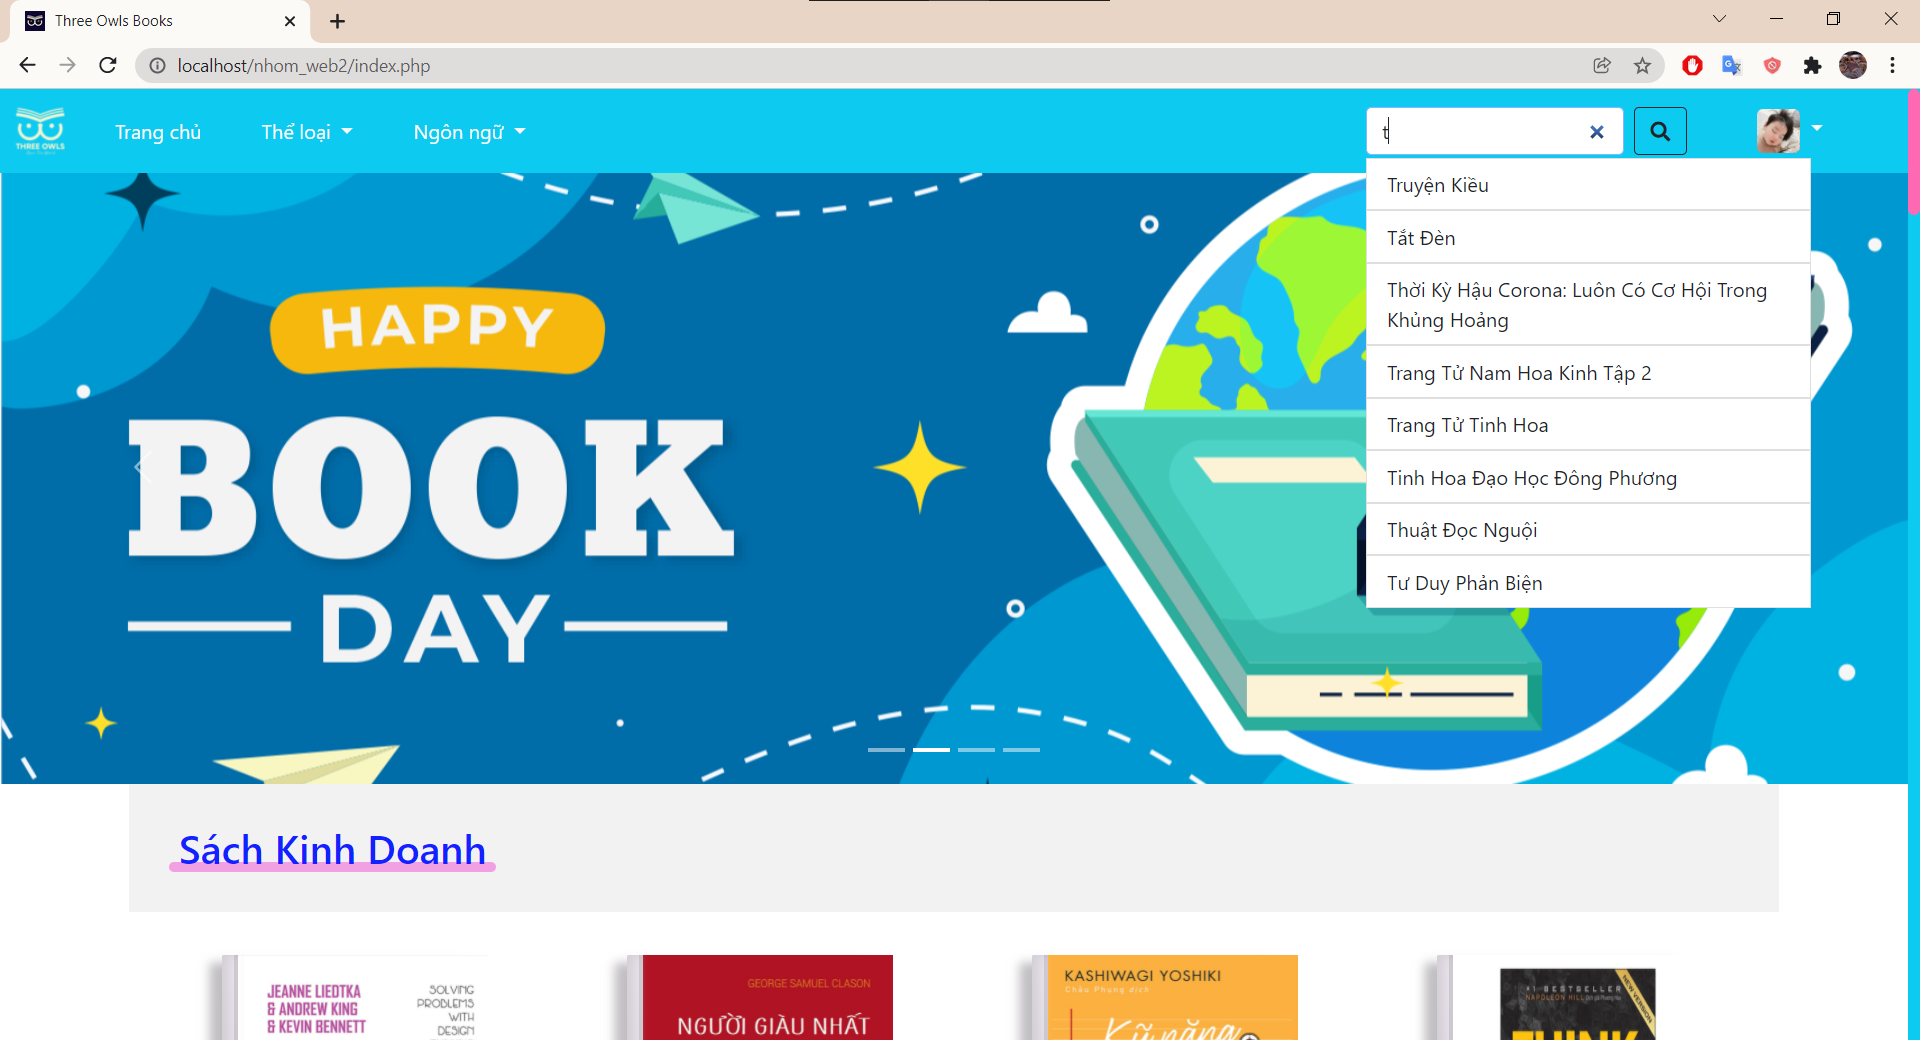 Three Owls Books
localhost/nhom_web2/index.php
THREE OWLS
Trang chủ
Thể loại
Ngôn ngữ
t
Truyện Kiều
Tắt Đèn
Thời Kỳ Hậu Corona: Luôn Có Cơ Hội Trong
Khủng Hoảng
Trang Tử Nam Hoa Kinh Tập 2
Trang Tử Tinh Hoa
Tinh Hoa Đạo Học Đông Phương
Thuật Đọc Nguội
Tư Duy Phản Biện
HAPPY
BOOK
DAY
Sách Kinh Doanh
JEANNE LIEDTKA
& ANDREW KING
& KEVIN BENNETT
SOLVING
PROBLEMS
WITH
DESIGN
GEORGE SAMUEL CLASON
NGƯỜI GIÀU NHẤT
KASHIWAGI YOSHIKI
Châu Phụng dịch
Kỹ năng
#1 BESTSELLER
NAPOLEON HILL
NEW VERSION
THINK